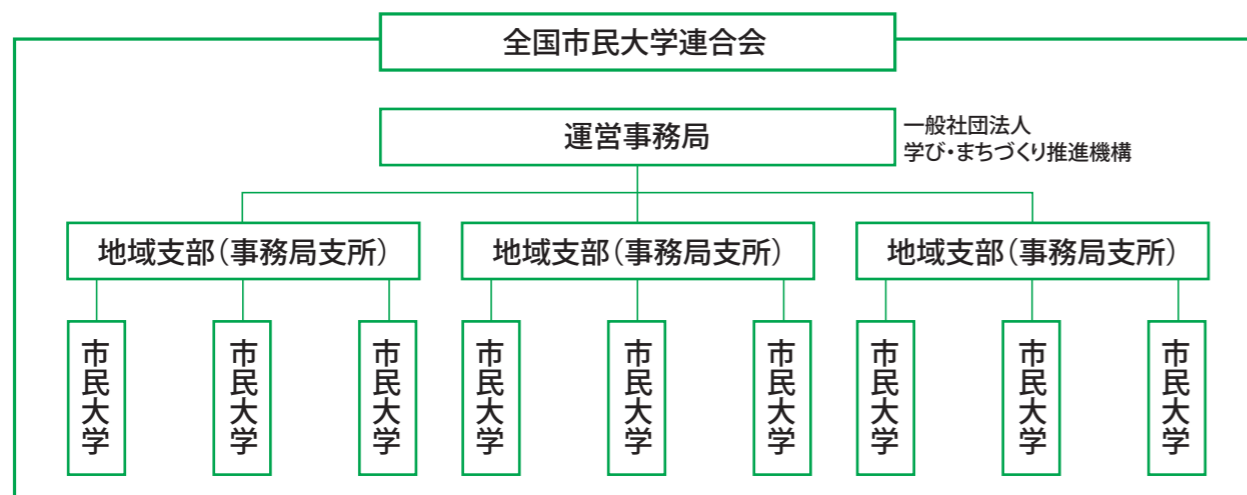 全国市民大学連合会
運営事務局
一般社団法人
学び・まちづくり推進機構
地域支部（事務局支所）
地域支部（事務局支所）
地域支部（事務局支所）
市民大学
市民大学
市民大学
市民大学
市民大学
市民大学
市民大学
市民大学
市民大学